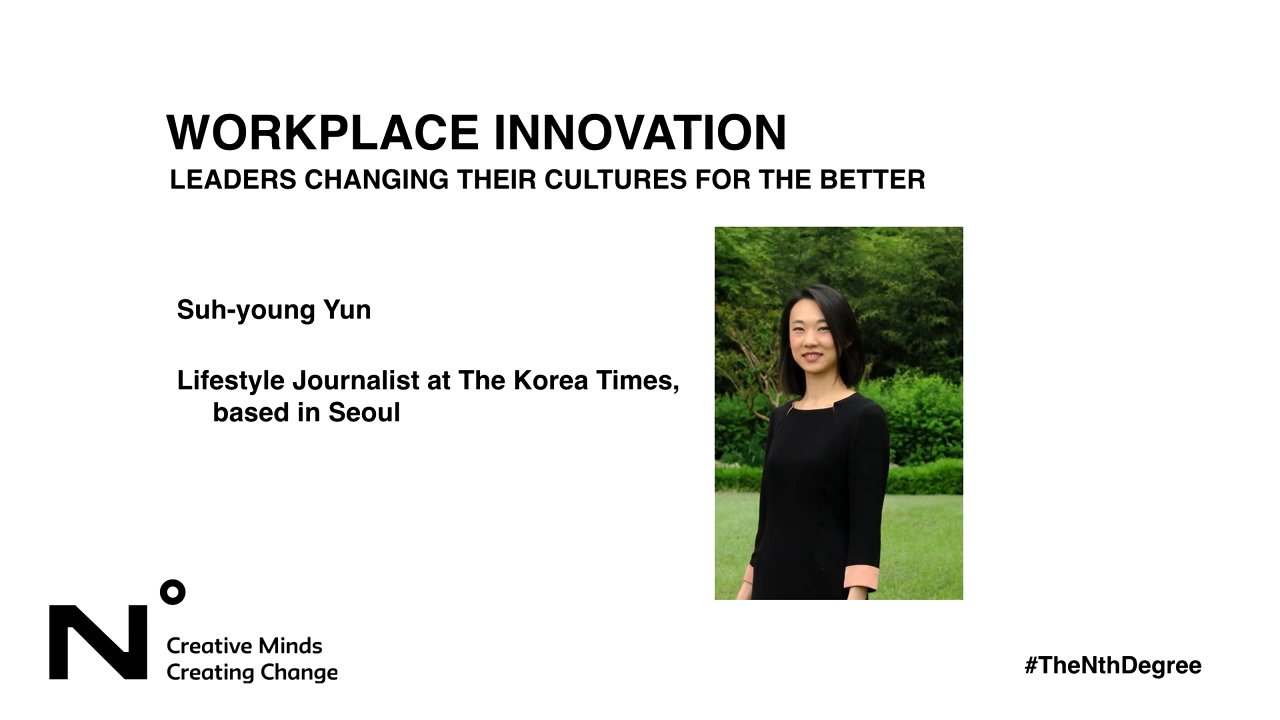 WORKPLACE INNOVATION
LEADERS CHANGING THEIR CULTURES FOR THE BETTER
Suh-young Yun
Lifestyle Journalist at The Korea Times,
based in Seoul
N°
Creative Minds
Creating Change
#TheNthDegree